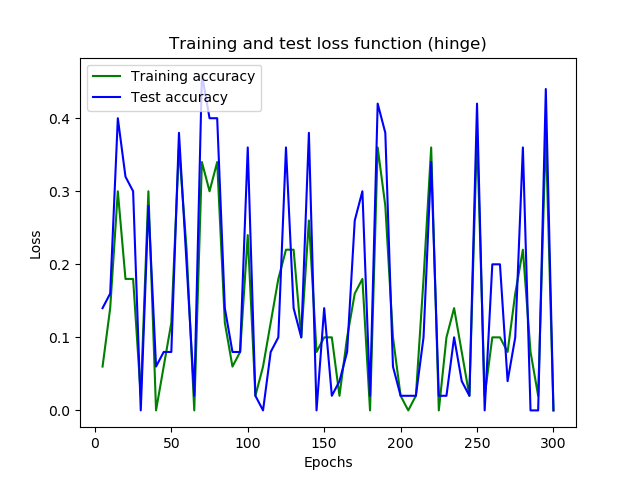 Training and test loss function (hinge)
Training accuracy
Test accuracy
Loss
0.4
0.3
0.2
0.1
0.0
0 50 100 150 200 250 300
Epochs